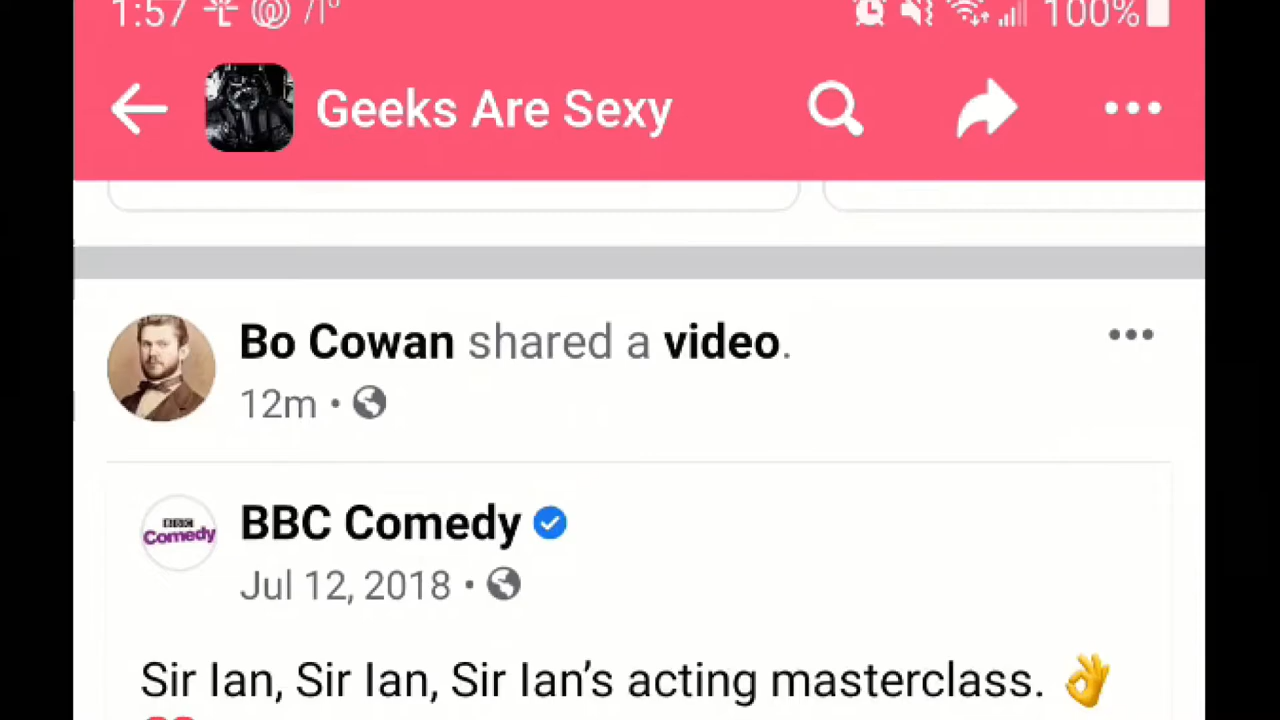 1:57 71° 100%
Geeks Are Sexy
Bo Cowan shared a video.
12m •
BBC Comedy
BBC Comedy
Jul 12, 2018 •
Sir Ian, Sir Ian, Sir Ian’s acting masterclass. 👌